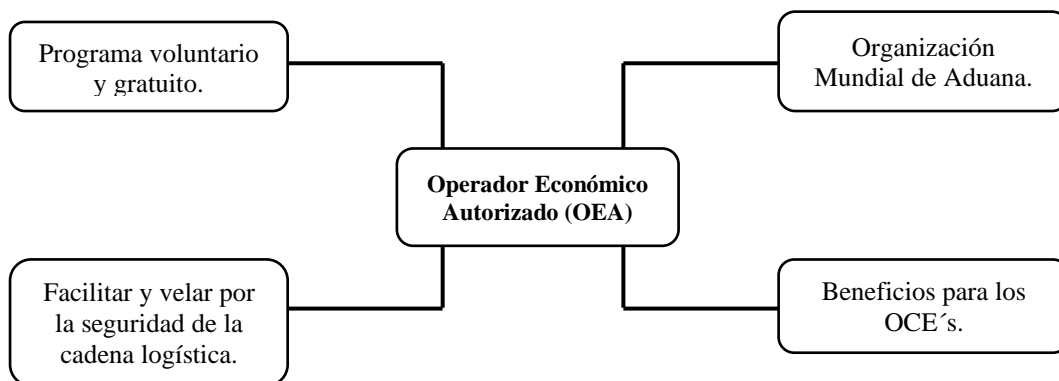 Programa voluntario
y gratuito.
Organización
Mundial de Aduana.
Operador Económico
Autorizado (OEA)
Facilitar y velar por
la seguridad de la
cadena logística.
Beneficios para los
OCE´s.